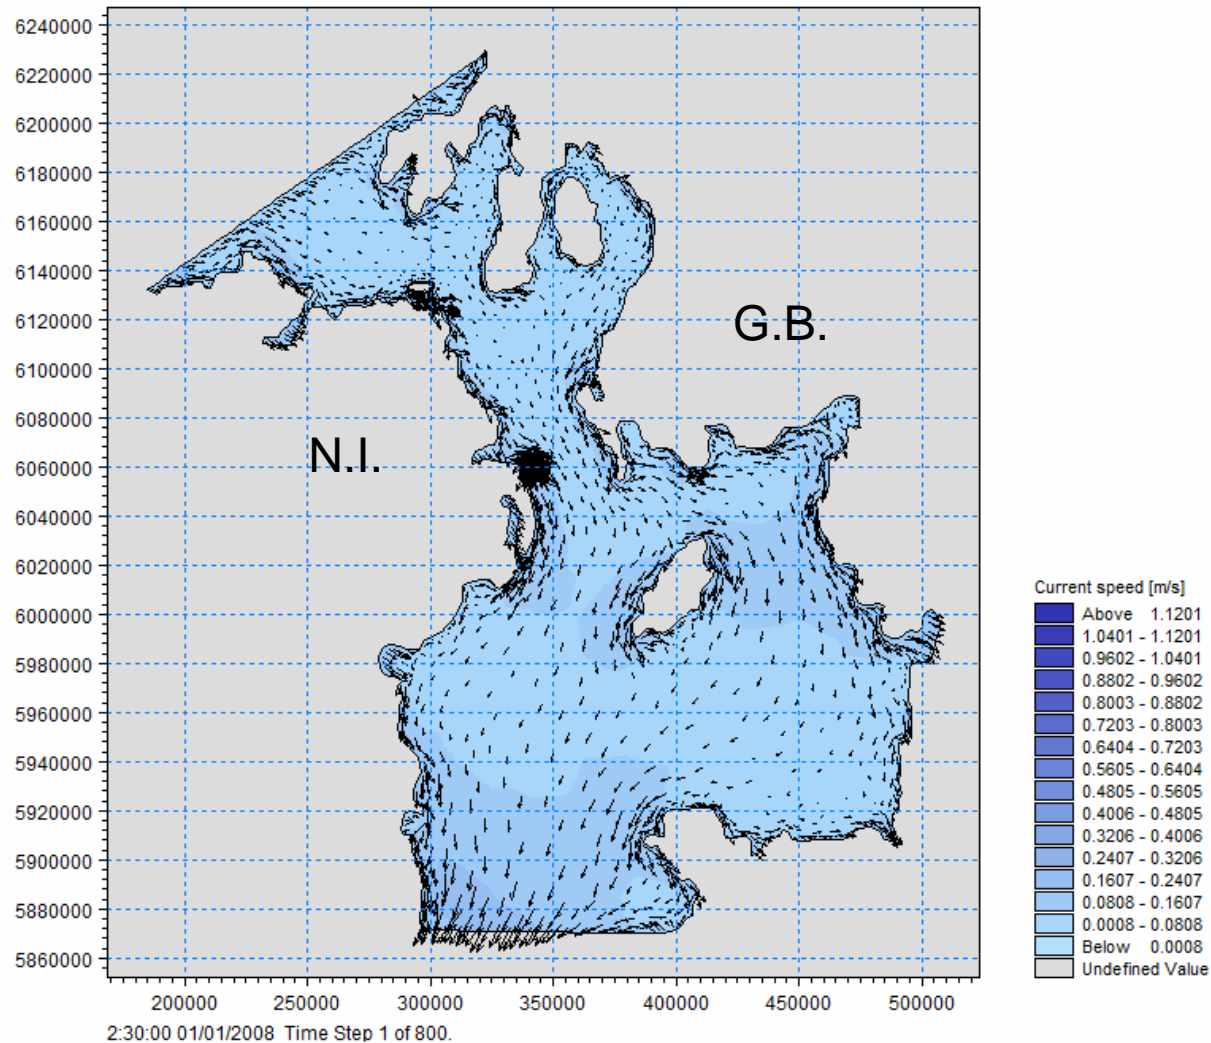 6240000
6220000
6200000
6180000
6160000
6140000
6120000
G.B.
6100000
6080000
N.I.
6060000
6040000
6020000
6000000
5980000
5960000
5940000
5920000
5900000
5880000
5860000
200000 250000 300000 350000 400000 450000 500000
2:30:00 01/01/2008 Time Step 1 of 800.
Current speed [m/s]
Above 1.1201
1.0401 - 1.1201
0.9602 - 1.0401
0.8802 - 0.9602
0.8003 - 0.8802
0.7203 - 0.8003
0.6404 - 0.7203
0.5605 - 0.6404
0.4805 - 0.5605
0.4006 - 0.4805
0.3206 - 0.4006
0.2407 - 0.3206
0.1607 - 0.2407
0.0808 - 0.1607
0.0008 - 0.0808
Below 0.0008
Undefined Value